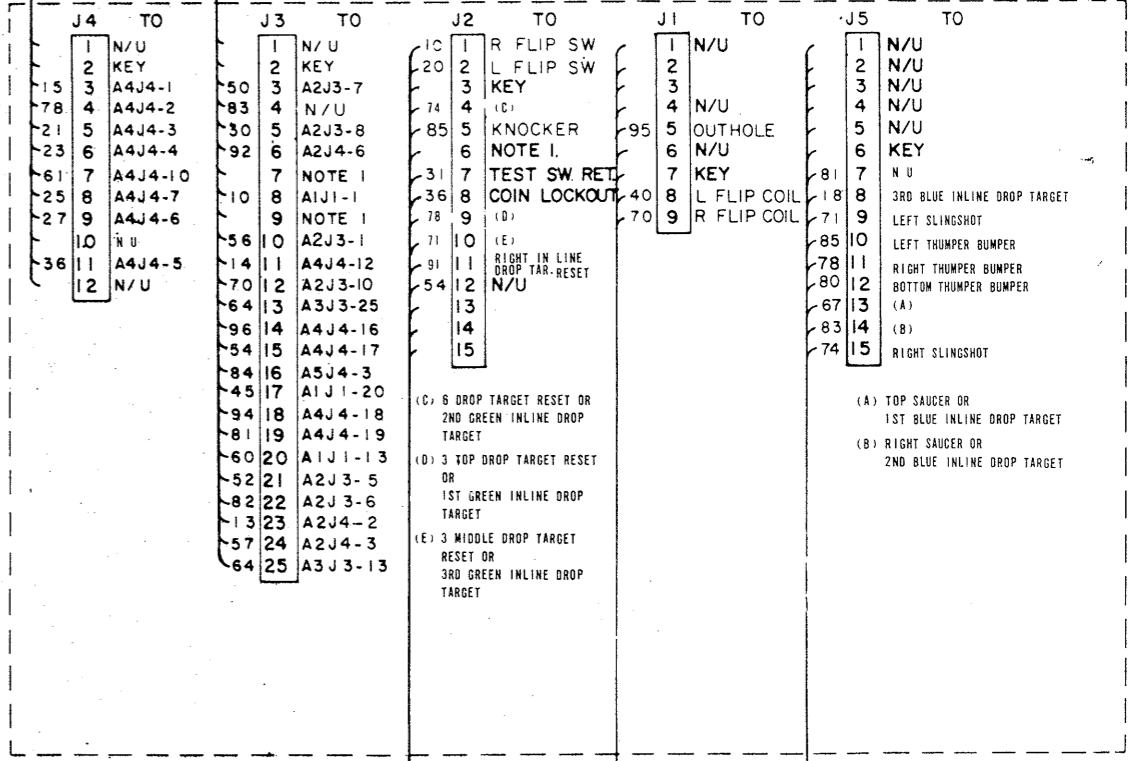 J4 TO
1 N/U
2 KEY
15 3 A4J4-1
78 4 A4J4-2
21 5 A4J4-3
23 6 A4J4-4
61 7 A4J4-10
25 8 A4J4-7
27 9 A4J4-6
10 N U
36 11 A4J4-5
12 N/U
J3 TO
1 N/U
2 KEY
50 3 A2J3-7
83 4 N/U
30 5 A2J3-8
92 6 A2J4-6
7 NOTE 1
10 8 A1J1-1
9 NOTE 1
56 10 A2J3-1
14 11 A4J4-12
70 12 A2J3-10
64 13 A3J3-25
96 14 A4J4-16
54 15 A4J4-17
84 16 A5J4-3
45 17 A1J1-20
94 18 A4J4-18
81 19 A4J4-19
60 20 A1J1-13
52 21 A2J3-5
82 22 A2J3-6
13 23 A2J4-2
57 24 A2J4-3
64 25 A3J3-13
J2 TO
10 1 R FLIP SW
20 2 L FLIP SW
3 KEY
74 4 (C)
85 5 KNOCKER
6 NOTE 1.
31 7 TEST SW. RET.
36 8 COIN LOCKOUT
78 9 (D)
71 10 (E)
91 11 RIGHT IN LINE
DROP TAR. RESET
54 12 N/U
13
14
15
(C) 6 DROP TARGET RESET OR
2ND GREEN INLINE DROP
TARGET
(D) 3 TOP DROP TARGET RESET
OR
1ST GREEN INLINE DROP
TARGET
(E) 3 MIDDLE DROP TARGET
RESET OR
3RD GREEN INLINE DROP
TARGET
J1 TO
1 N/U
2
3
4 N/U
95 5 OUTHOLE
6 N/U
7 KEY
40 8 L FLIP COIL
70 9 R FLIP COIL
J5 TO
1 N/U
2 N/U
3 N/U
4 N/U
5 N/U
6 KEY
81 7 N U
18 8 3RD BLUE INLINE DROP TARGET
71 9 LEFT SLINGSHOT
85 10 LEFT THUMPER BUMPER
78 11 RIGHT THUMPER BUMPER
80 12 BOTTOM THUMPER BUMPER
67 13 (A)
83 14 (B)
74 15 RIGHT SLINGSHOT
(A) TOP SAUCER OR
1ST BLUE INLINE DROP TARGET
(B) RIGHT SAUCER OR
2ND BLUE INLINE DROP TARGET